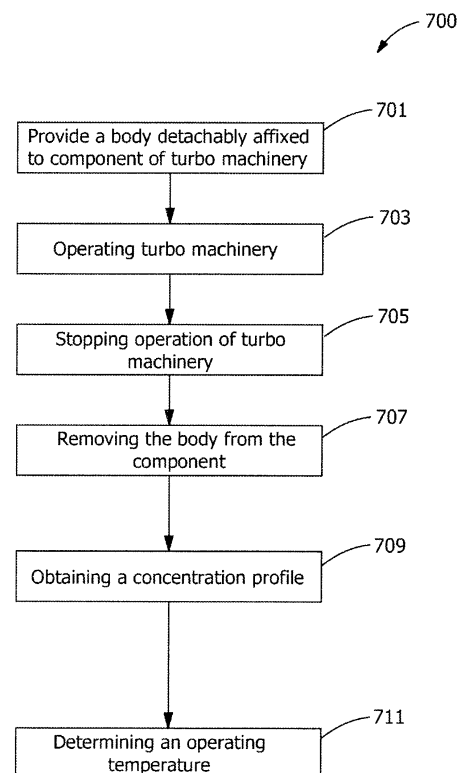 700
701
Provide a body detachably affixed
to component of turbo machinery
703
Operating turbo machinery
705
Stopping operation of turbo
machinery
707
Removing the body from the
component
709
Obtaining a concentration profile
711
Determining an operating
temperature